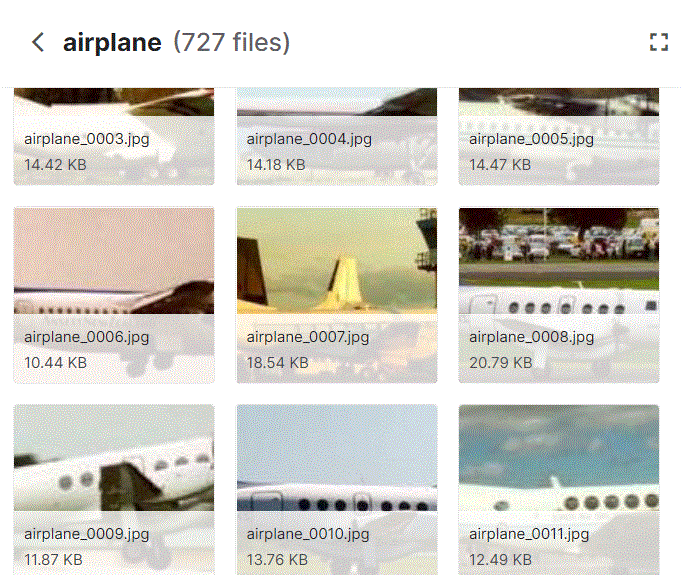 airplane (727 files)
airplane_0003.jpg
14.42 KB
airplane_0004.jpg
14.18 KB
airplane_0005.jpg
14.47 KB
airplane_0006.jpg
10.44 KB
airplane_0007.jpg
18.54 KB
airplane_0008.jpg
20.79 KB
airplane_0009.jpg
11.87 KB
airplane_0010.jpg
13.76 KB
airplane_0011.jpg
12.49 KB